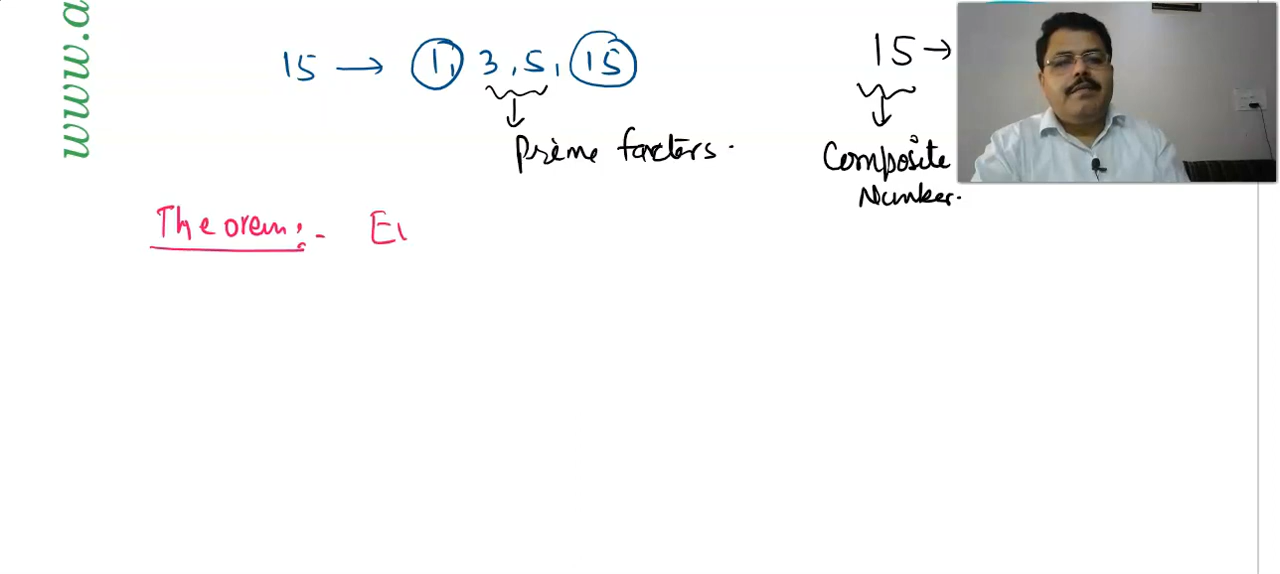 www.a
15 → 1, 3, 5, 15
15 →
Prime factors.
Composite
Number.
Theorem:-